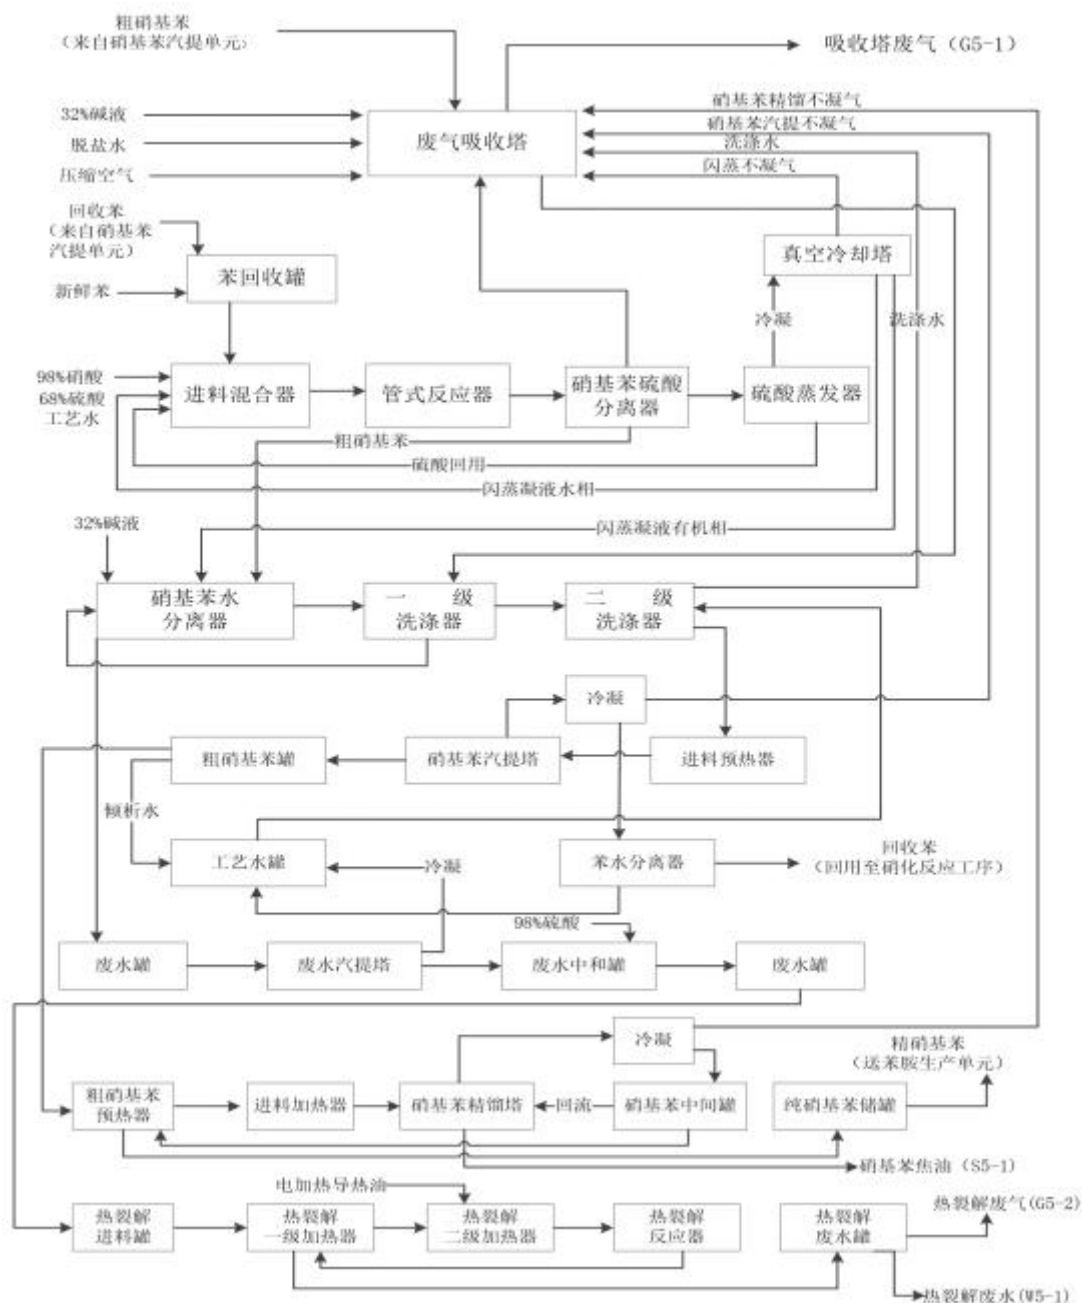 粗硝基苯
（来自硝基苯汽提单元）
吸收塔废气（G5-1）
硝基苯精馏不凝气
32%碱液
硝基苯汽提不凝气
废气吸收塔
脱盐水
洗涤水
闪蒸不凝气
压缩空气
回收苯
（来自硝基苯
汽提单元）
真空冷却塔
苯回收罐
新鲜苯
冷凝
洗涤水
98%硝酸
68%硫酸
工艺水
进料混合器
管式反应器
硝基苯硫酸
分离器
硫酸蒸发器
粗硝基苯
硫酸回用
闪蒸凝液水相
32%碱液
闪蒸凝液有机相
硝基苯水
分离器
一 级
洗涤器
二 级
洗涤器
冷凝
粗硝基苯罐
硝基苯汽提塔
进料预热器
倾析水
工艺水罐
冷凝
苯水分离器
回收苯
（回用至硝化反应工序）
98%硫酸
废水罐
废水汽提塔
废水中和罐
废水罐
冷凝
精硝基苯
（送苯胺生产单元）
粗硝基苯
预热器
进料加热器
硝基苯精馏塔
回流
硝基苯中间罐
纯硝基苯储罐
硝基苯焦油（S5-1）
电加热导热油
热裂解废气(G5-2)
热裂解
进料罐
热裂解
一级加热器
热裂解
二级加热器
热裂解
反应器
热裂解
废水罐
热裂解废水(W5-1)